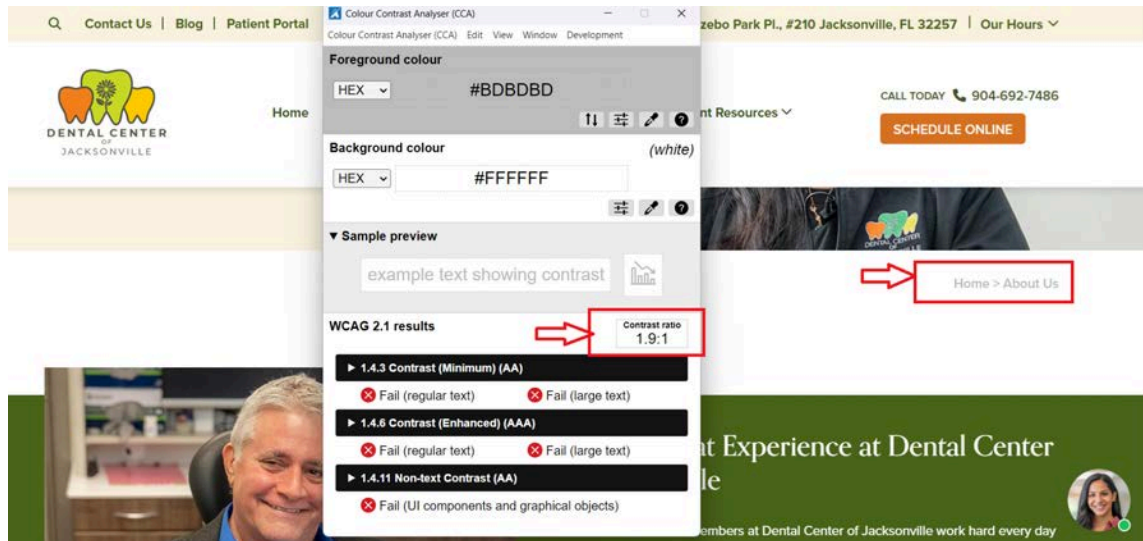 Contact Us | Blog | Patient Portal
zebo Park Pl., #210 Jacksonville, FL 32257 | Our Hours
DENTAL CENTER
OF
JACKSONVILLE
Home
nt Resources
CALL TODAY 904-692-7486
SCHEDULE ONLINE
Colour Contrast Analyser (CCA)
Colour Contrast Analyser (CCA) Edit View Window Development
Foreground colour
HEX #BDBDBD
Background colour (white)
HEX #FFFFFF
▼ Sample preview
example text showing contrast
WCAG 2.1 results
Contrast ratio
1.9:1
▶ 1.4.3 Contrast (Minimum) (AA)
Fail (regular text) Fail (large text)
▶ 1.4.6 Contrast (Enhanced) (AAA)
Fail (regular text) Fail (large text)
▶ 1.4.11 Non-text Contrast (AA)
Fail (UI components and graphical objects)
DENTAL CENTER
Home > About Us
at Experience at Dental Center
le
embers at Dental Center of Jacksonville work hard every day